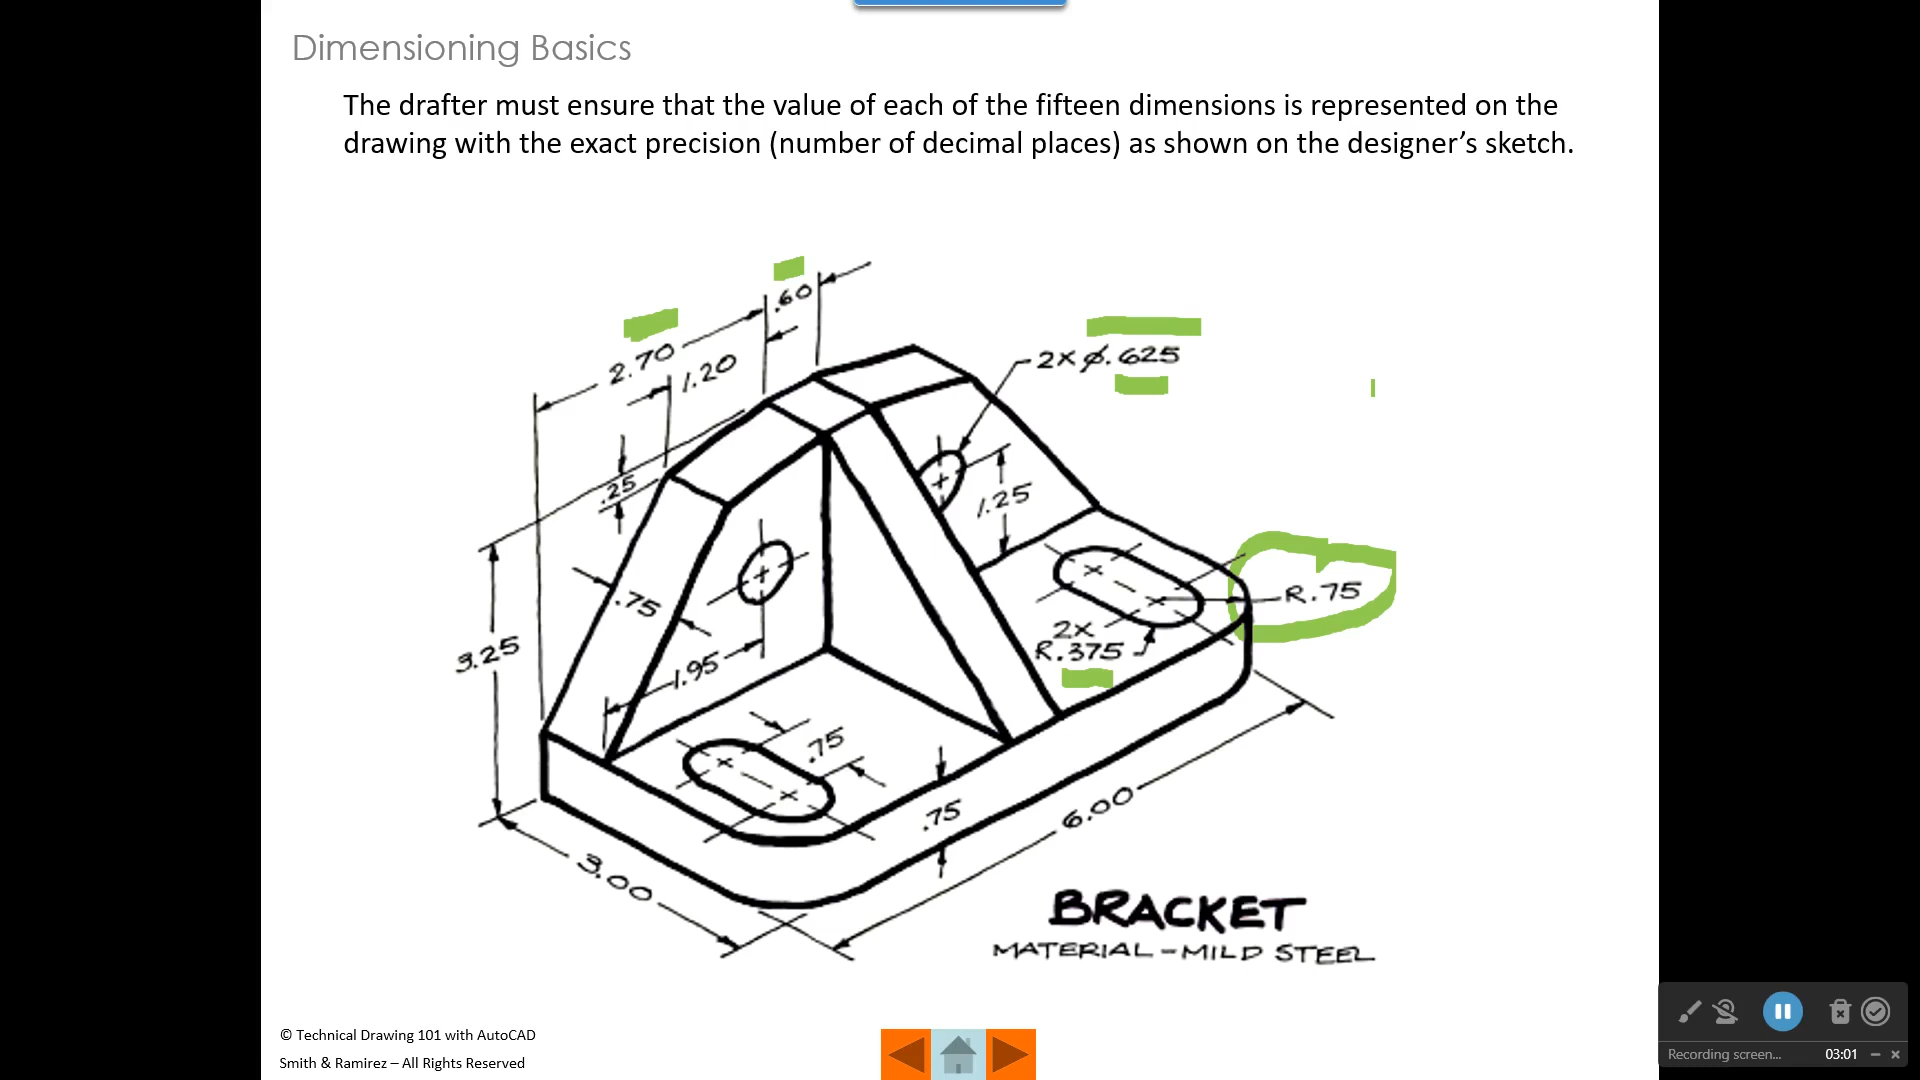 Dimensioning Basics
The drafter must ensure that the value of each of the fifteen dimensions is represented on the
drawing with the exact precision (number of decimal places) as shown on the designer’s sketch.
.60
2.70
1.20
2X Ø.625
.25
1.25
.75
R.75
3.25
2X
R.375
1.95
.75
.75
6.00
3.00
BRACKET
MATERIAL-MILD STEEL
© Technical Drawing 101 with AutoCAD
Smith & Ramirez – All Rights Reserved
Recording screen... 03:01